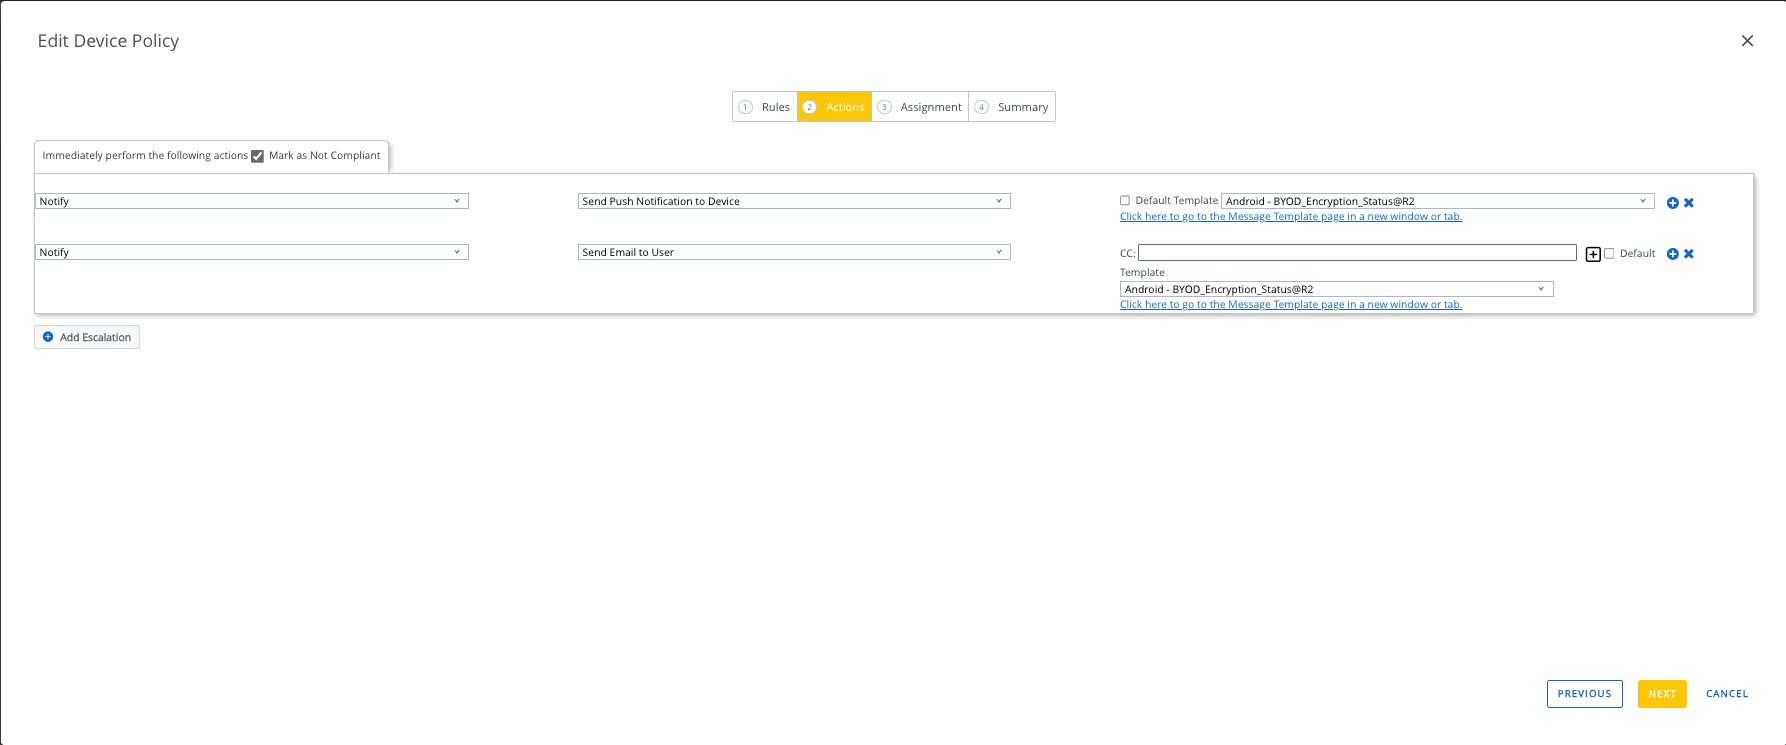 Edit Device Policy
1 Rules 2 Actions 3 Assignment 4 Summary
Immediately perform the following actions Mark as Not Compliant
Notify Send Push Notification to Device Default Template Android - BYOD_Encryption_Status@R2
Click here to go to the Message Template page in a new window or tab.
Notify Send Email to User CC: Default
Template
Android - BYOD_Encryption_Status@R2
Click here to go to the Message Template page in a new window or tab.
Add Escalation
PREVIOUS NEXT CANCEL